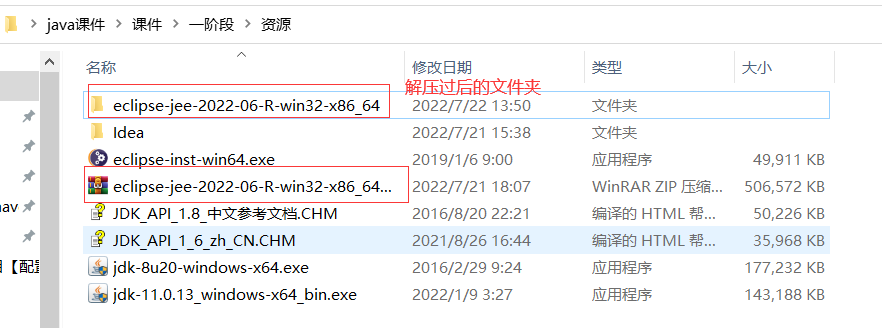 java课件 > 课件 > 一阶段 > 资源
名称 修改日期 类型 大小
解压过后的文件夹
eclipse-jee-2022-06-R-win32-x86_64 2022/7/22 13:50 文件夹
Idea 2022/7/21 15:38 文件夹
eclipse-inst-win64.exe 2019/1/6 9:00 应用程序 49,911 KB
eclipse-jee-2022-06-R-win32-x86_64... 2022/7/21 18:07 WinRAR ZIP 压缩... 506,572 KB
JDK_API_1.8_中文参考文档.CHM 2016/8/20 22:21 编译的 HTML 帮... 50,226 KB
JDK_API_1_6_zh_CN.CHM 2021/8/26 16:44 编译的 HTML 帮... 35,968 KB
jdk-8u20-windows-x64.exe 2016/2/29 9:24 应用程序 177,232 KB
jdk-11.0.13_windows-x64_bin.exe 2022/1/9 3:27 应用程序 143,188 KB
【配置